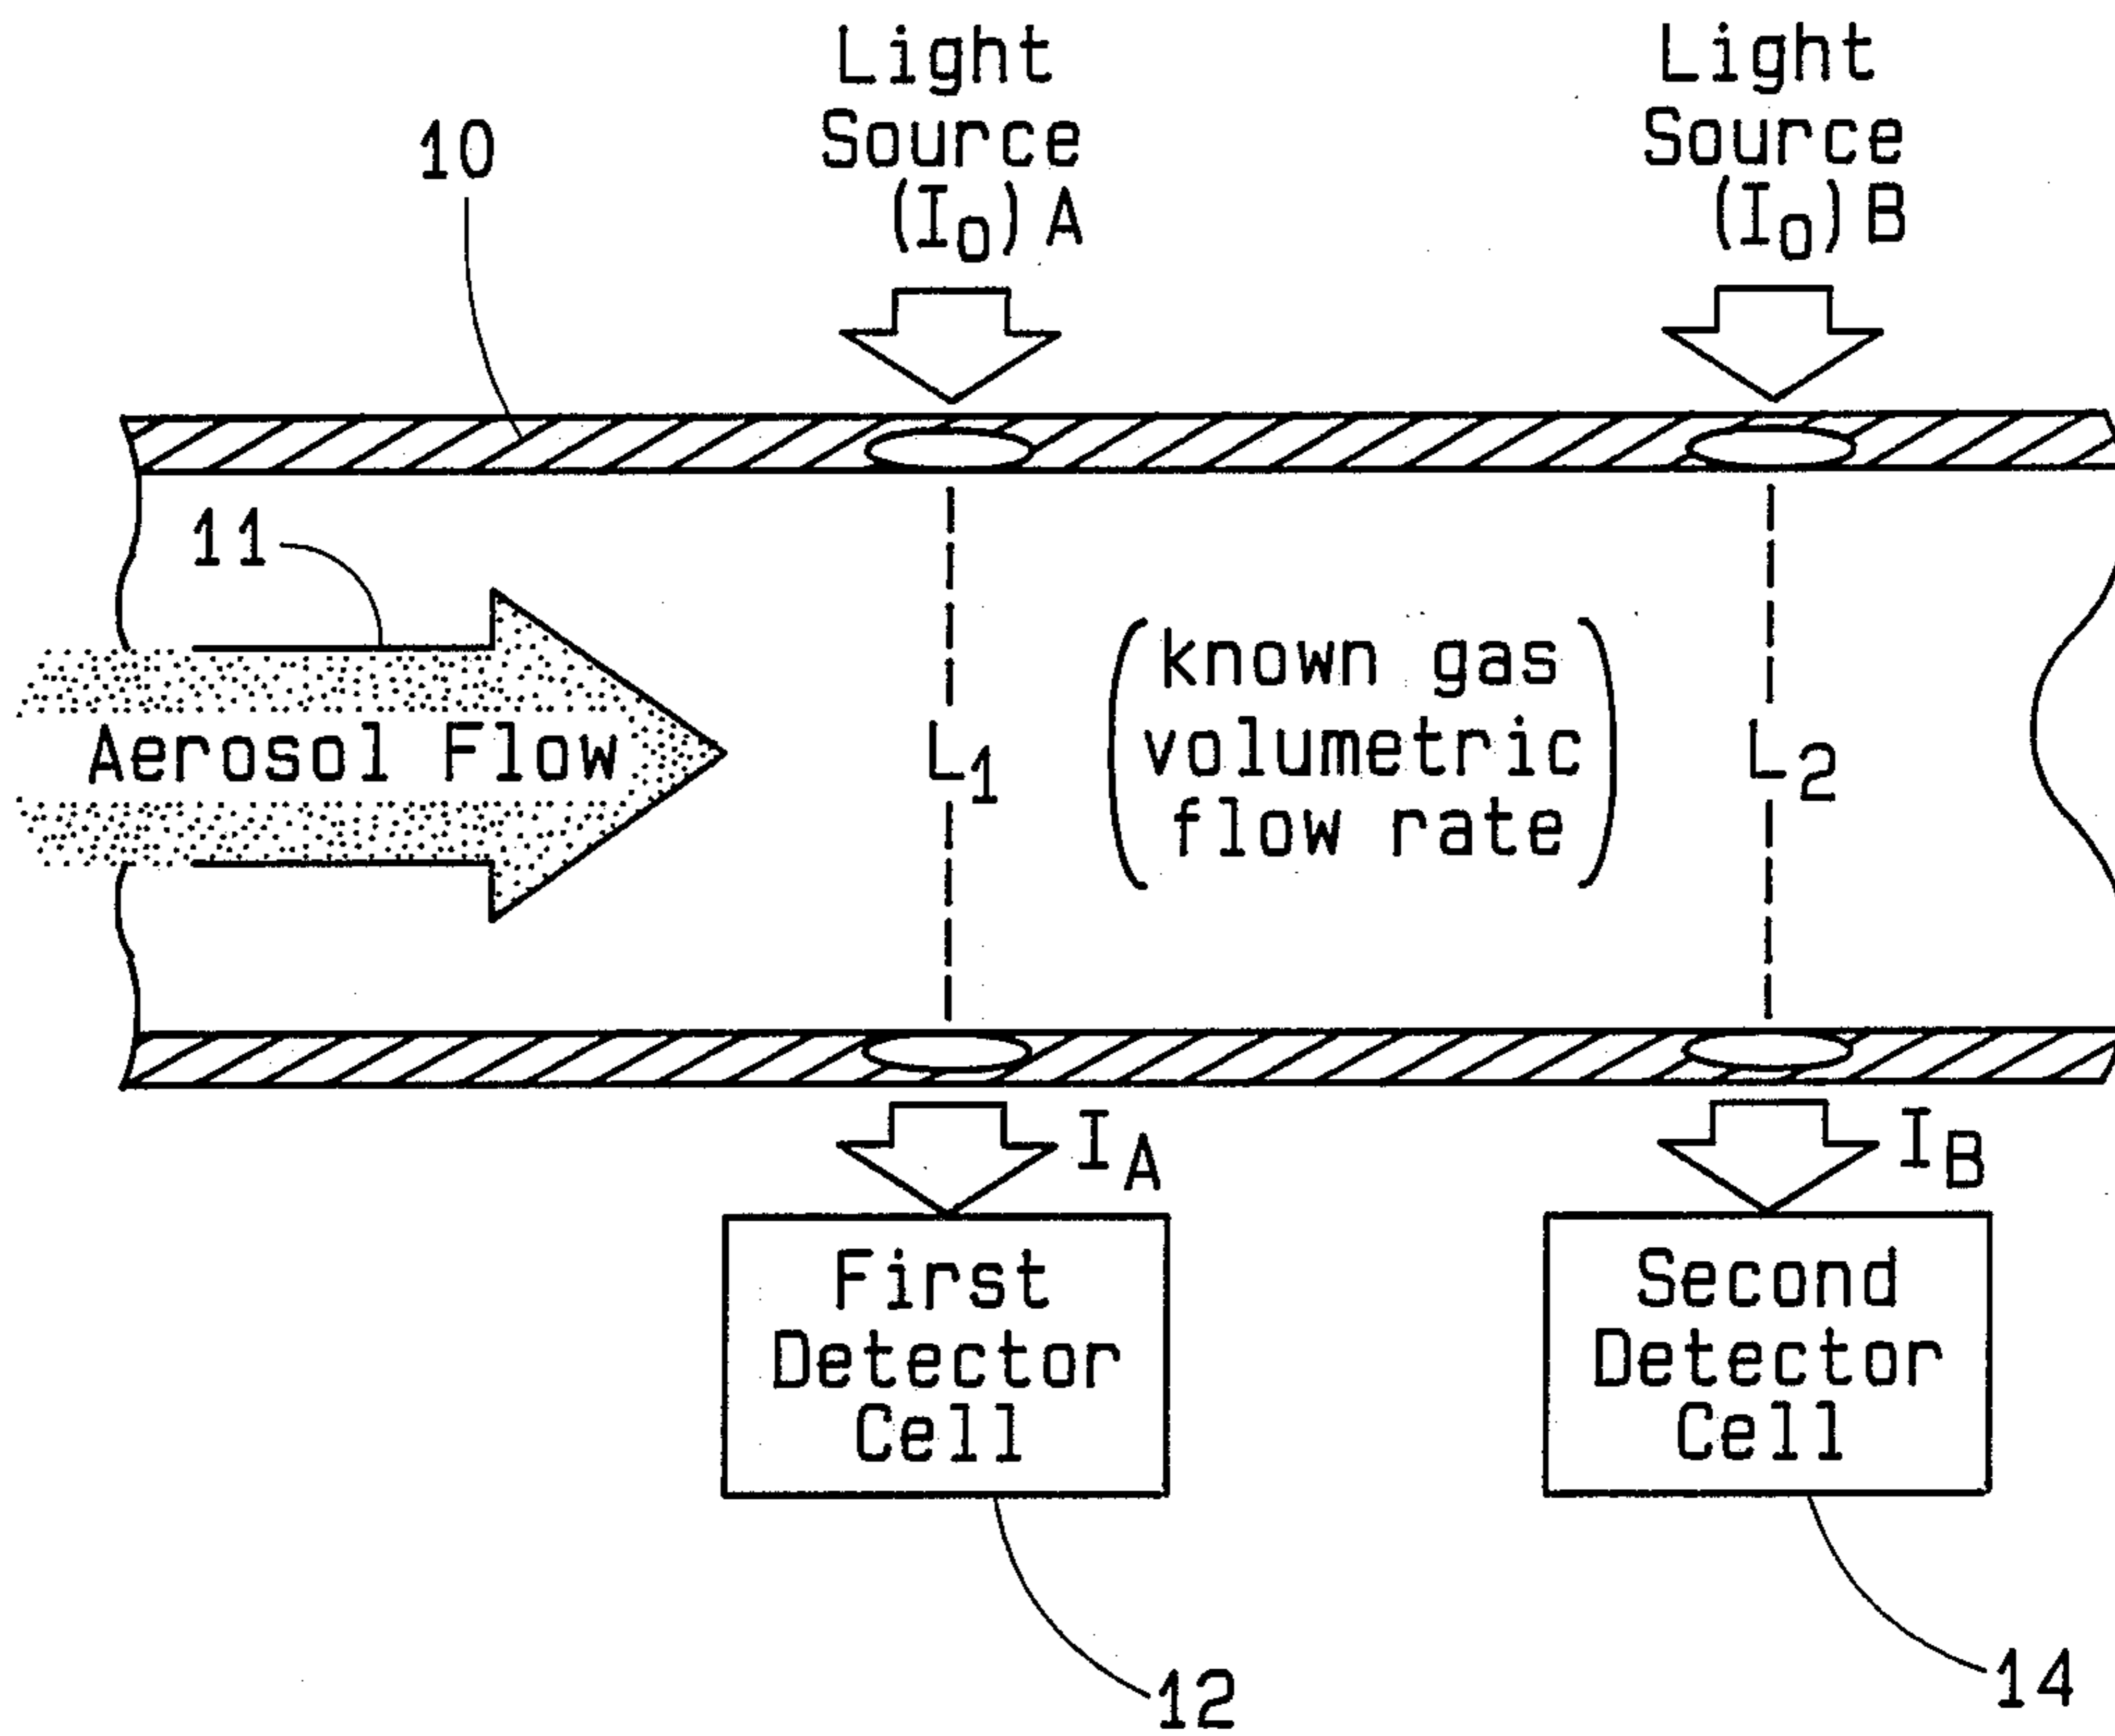 Light
Source
(I0)A
Light
Source
(I0)B
10
11
Aerosol Flow
L1
(known gas
volumetric
flow rate)
L2
IA
IB
First
Detector
Cell
Second
Detector
Cell
12
14